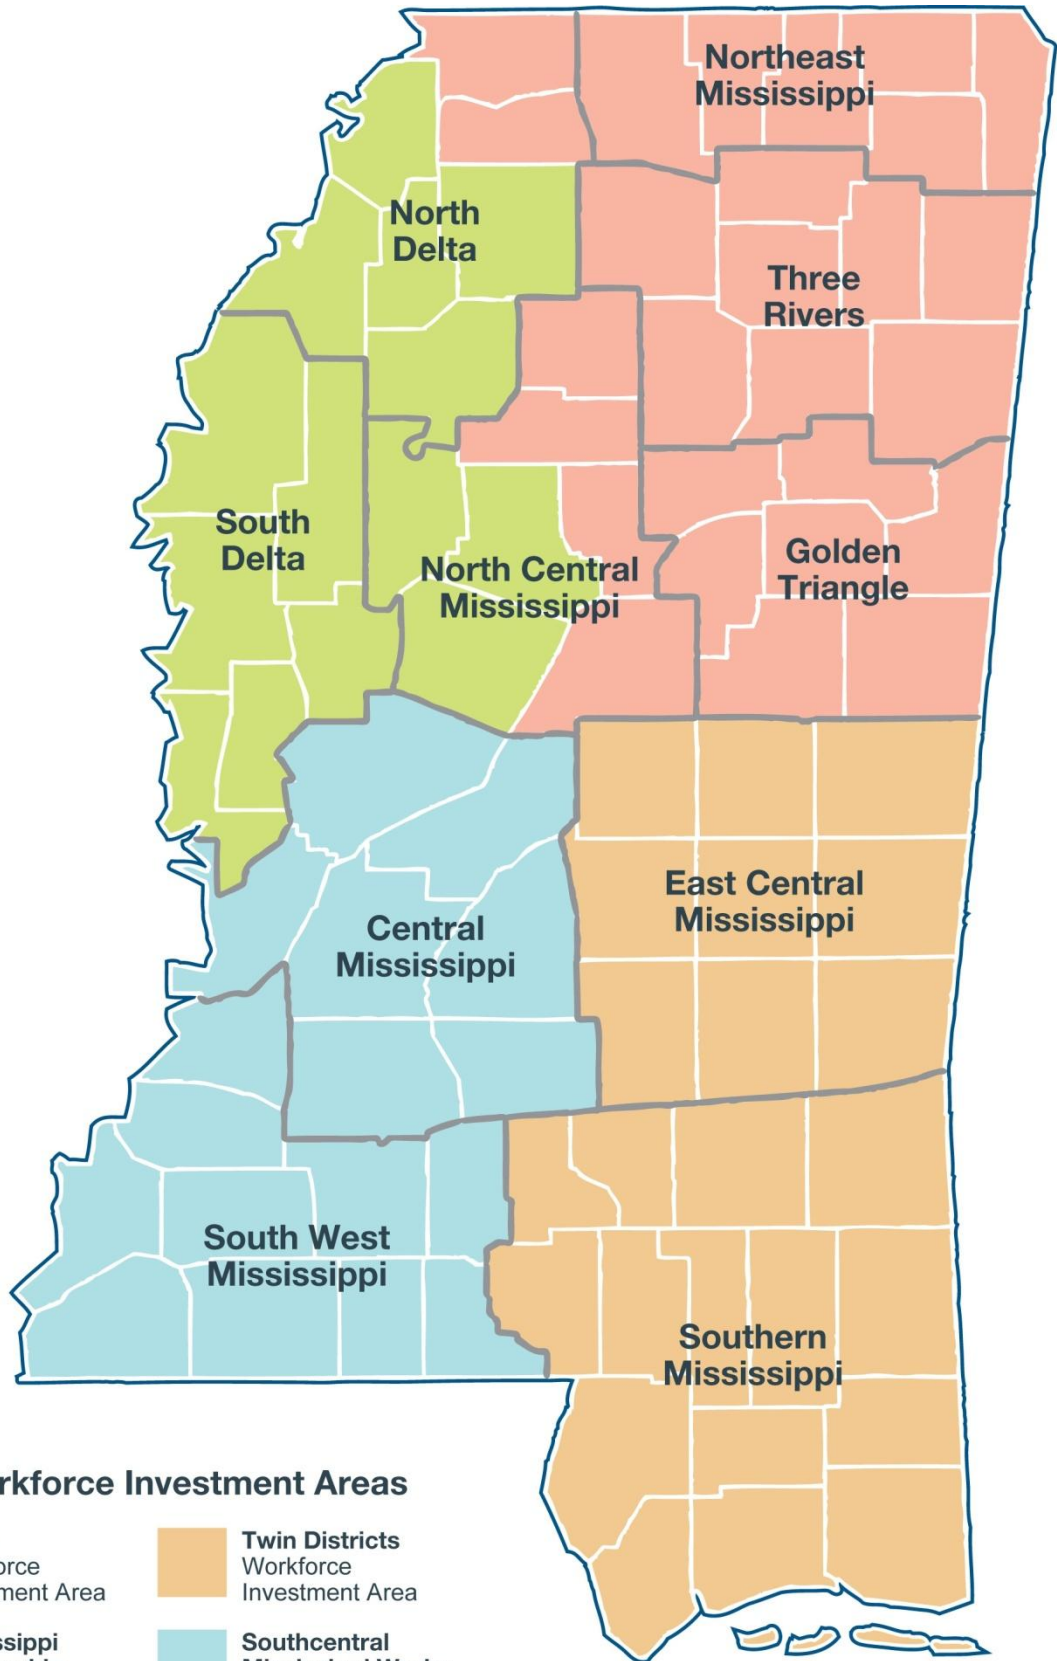 Northeast
Mississippi
North
Delta
Three
Rivers
South
Delta
North Central
Mississippi
Golden
Triangle
East Central
Mississippi
Central
Mississippi
South West
Mississippi
Southern
Mississippi
rkforce Investment Areas
orce
ment Area
Twin Districts
Workforce
Investment Area
ssippi
Southcentral